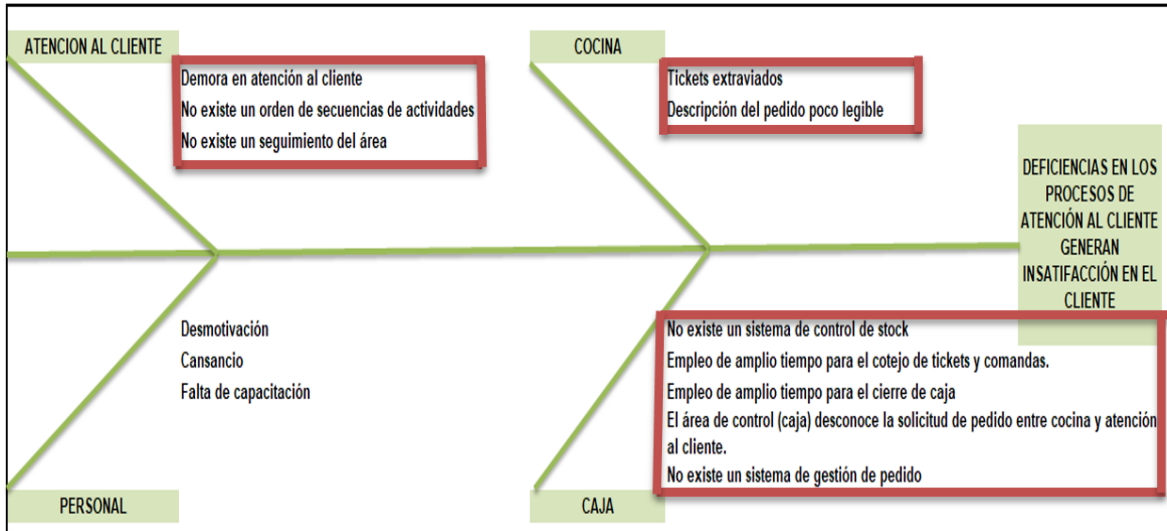 ATENCION AL CLIENTE
Demora en atención al cliente
No existe un orden de secuencias de actividades
No existe un seguimiento del área
COCINA
Tickets extraviados
Descripción del pedido poco legible
DEFICIENCIAS EN LOS
PROCESOS DE
ATENCIÓN AL CLIENTE
GENERAN
INSATIFACCIÓN EN EL
CLIENTE
Desmotivación
Cansancio
Falta de capacitación
PERSONAL
No existe un sistema de control de stock
Empleo de amplio tiempo para el cotejo de tickets y comandas.
Empleo de amplio tiempo para el cierre de caja
El área de control (caja) desconoce la solicitud de pedido entre cocina y atención
al cliente.
No existe un sistema de gestión de pedido
CAJA